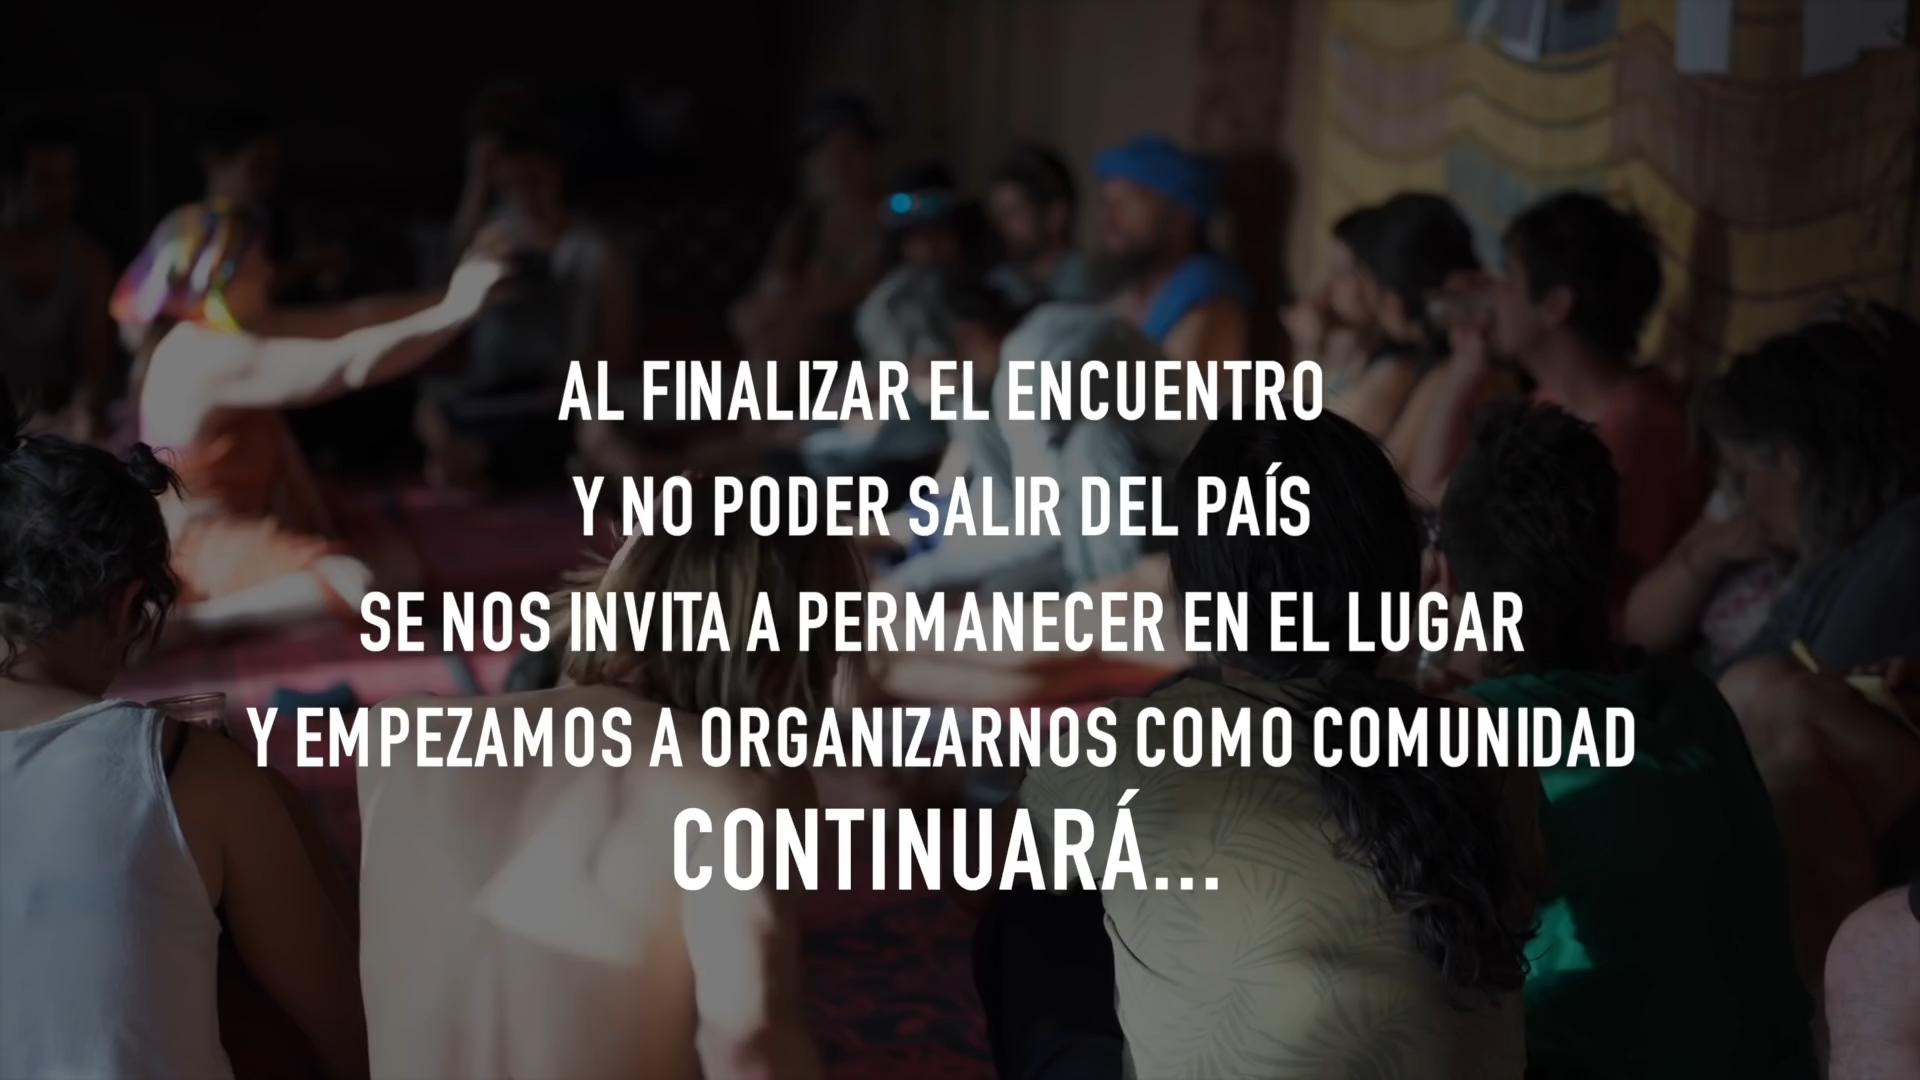 AL FINALIZAR EL ENCUENTRO
Y NO PODER SALIR DEL PAÍS
SE NOS INVITA A PERMANECER EN EL LUGAR
Y EMPEZAMOS A ORGANIZARNOS COMO COMUNIDAD
CONTINUARÁ...